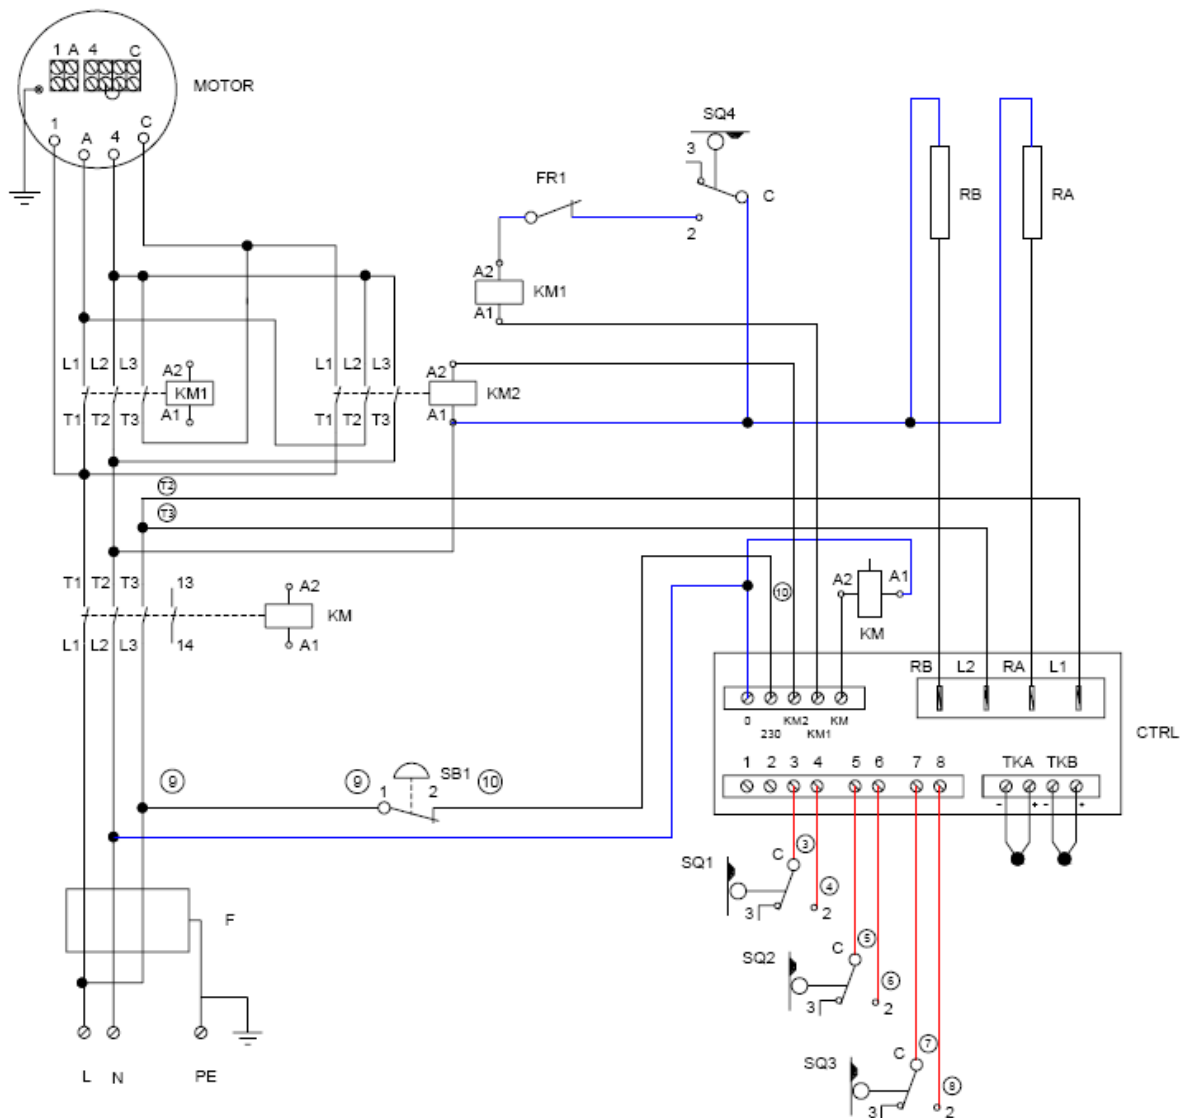 1 A 4 C
MOTOR
1 A 4 C
SQ4
3
C
2
FR1
RB
RA
A2
KM1
A1
L1 L2 L3
A2
KM1
A1
T1 T2 T3
L1 L2 L3
A2
KM2
A1
T1 T2 T3
T2
T3
T1 T2 T3 13
A2
KM
A1
L1 L2 L3 14
10
A2 A1
KM
RB L2 RA L1
0 230 KM2 KM1 KM
CTRL
1 2 3 4 5 6 7 8
TKA TKB
- + - +
9
9
1 SB1 2
10
SQ1
C
3
4
3
2
SQ2
C
5
6
3
2
SQ3
C
7
8
3
2
F
L N PE